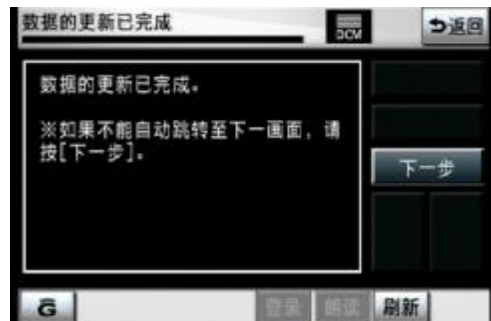 数据的更新已完成
DCM
返回
数据的更新已完成。
※如果不能自动跳转至下一画面，请
按[下一步]。
下一步
G
登录
朗读
刷新